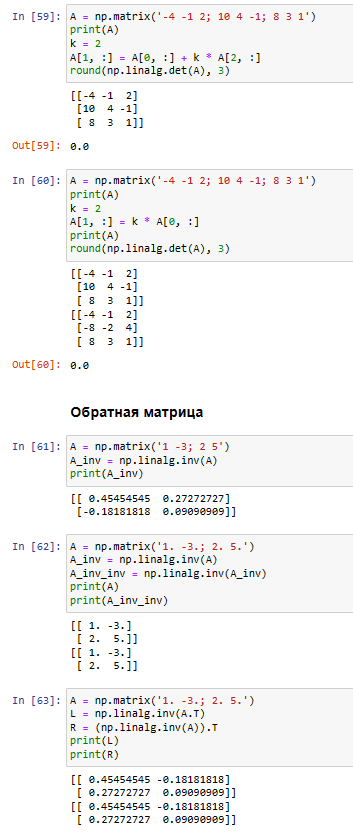 In [59]: A = np.matrix('-4 -1 2; 10 4 -1; 8 3 1')
print(A)
k = 2
A[1, :] = A[0, :] + k * A[2, :]
round(np.linalg.det(A), 3)
[[-4 -1  2]
 [10  4 -1]
 [ 8  3  1]]
Out[59]: 0.0
In [60]: A = np.matrix('-4 -1 2; 10 4 -1; 8 3 1')
print(A)
k = 2
A[1, :] = k * A[0, :]
print(A)
round(np.linalg.det(A), 3)
[[-4 -1  2]
 [10  4 -1]
 [ 8  3  1]]
[[-4 -1  2]
 [-8 -2  4]
 [ 8  3  1]]
Out[60]: 0.0
Обратная матрица
In [61]: A = np.matrix('1 -3; 2 5')
A_inv = np.linalg.inv(A)
print(A_inv)
[[ 0.45454545  0.27272727]
 [-0.18181818  0.09090909]]
In [62]: A = np.matrix('1. -3.; 2. 5.')
A_inv = np.linalg.inv(A)
A_inv_inv = np.linalg.inv(A_inv)
print(A)
print(A_inv_inv)
[[ 1. -3.]
 [ 2.  5.]]
[[ 1. -3.]
 [ 2.  5.]]
In [63]: A = np.matrix('1. -3.; 2. 5.')
L = np.linalg.inv(A.T)
R = (np.linalg.inv(A)).T
print(L)
print(R)
[[ 0.45454545 -0.18181818]
 [ 0.27272727  0.09090909]]
[[ 0.45454545 -0.18181818]
 [ 0.27272727  0.09090909]]